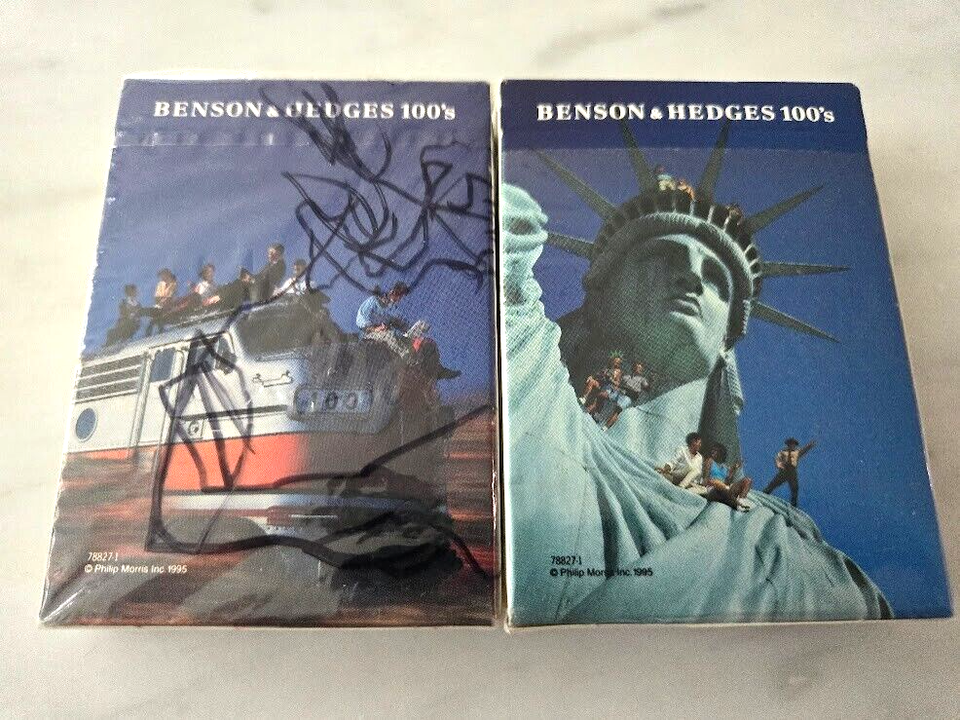 BENSON & HEDGES 100's
78827-1
© Philip Morris Inc. 1995
BENSON & HEDGES 100's
78827-1
© Philip Morris Inc. 1995